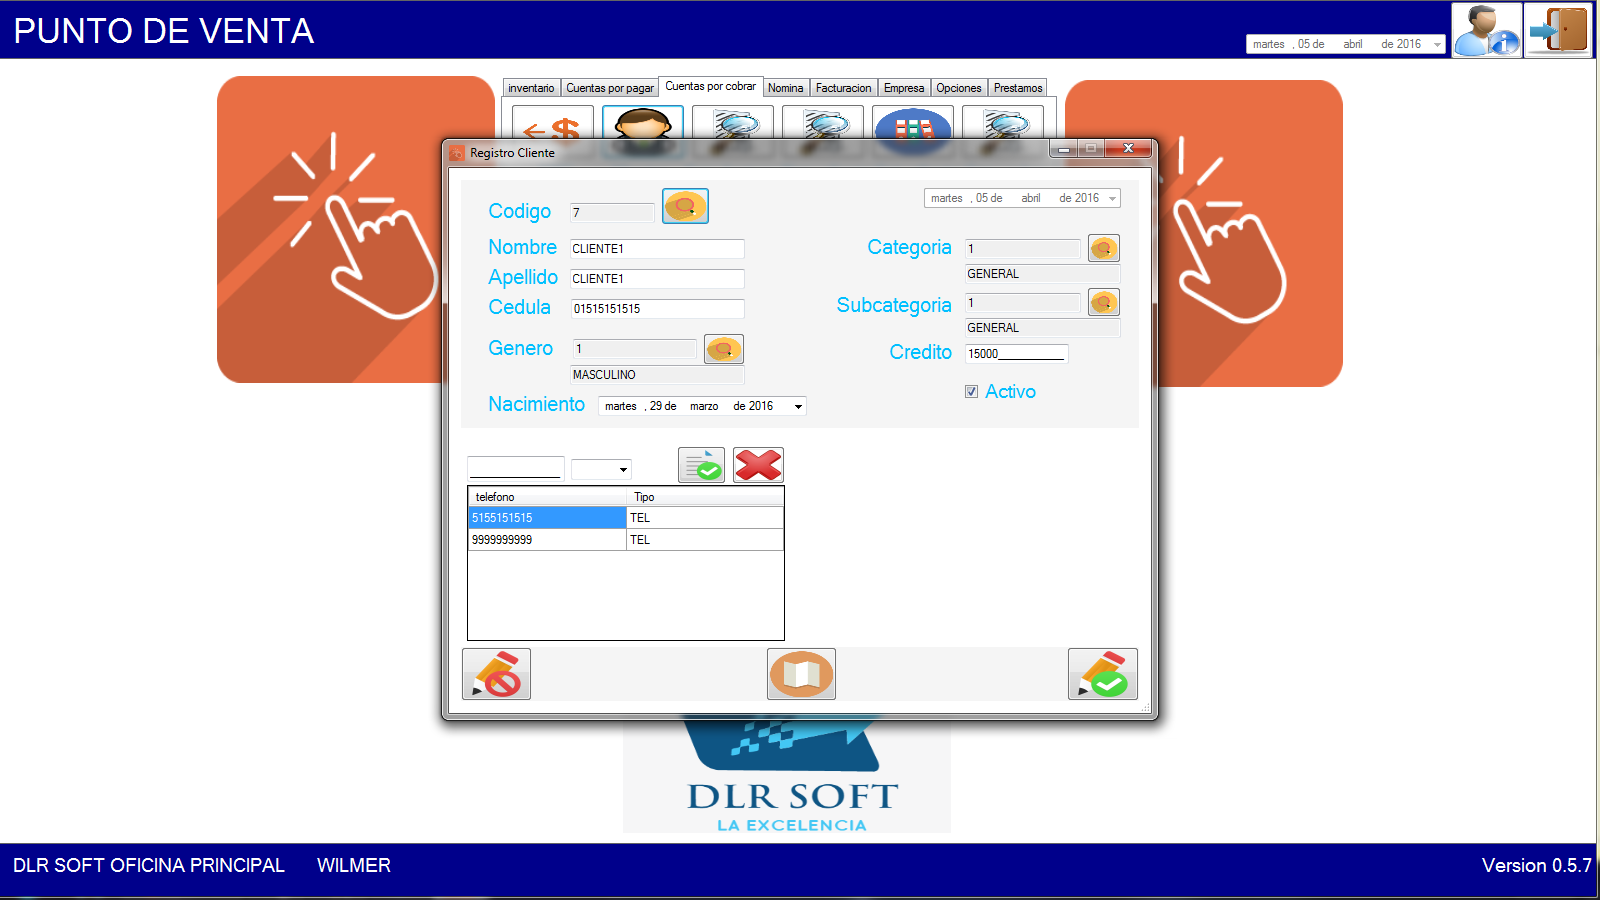 PUNTO DE VENTA
martes , 05 de abril de 2016
inventario Cuentas por pagar Cuentas por cobrar Nomina Facturacion Empresa Opciones Prestamos
Registro Cliente
martes , 05 de abril de 2016
Codigo 7
Nombre CLIENTE1
Categoria 1
GENERAL
Apellido CLIENTE1
Cedula 01515151515
Subcategoria 1
GENERAL
Genero 1
MASCULINO
Credito 15000___________
Activo
Nacimiento martes , 29 de marzo de 2016
telefono Tipo
5155151515 TEL
9999999999 TEL
DLR SOFT
LA EXCELENCIA
DLR SOFT OFICINA PRINCIPAL WILMER
Version 0.5.7